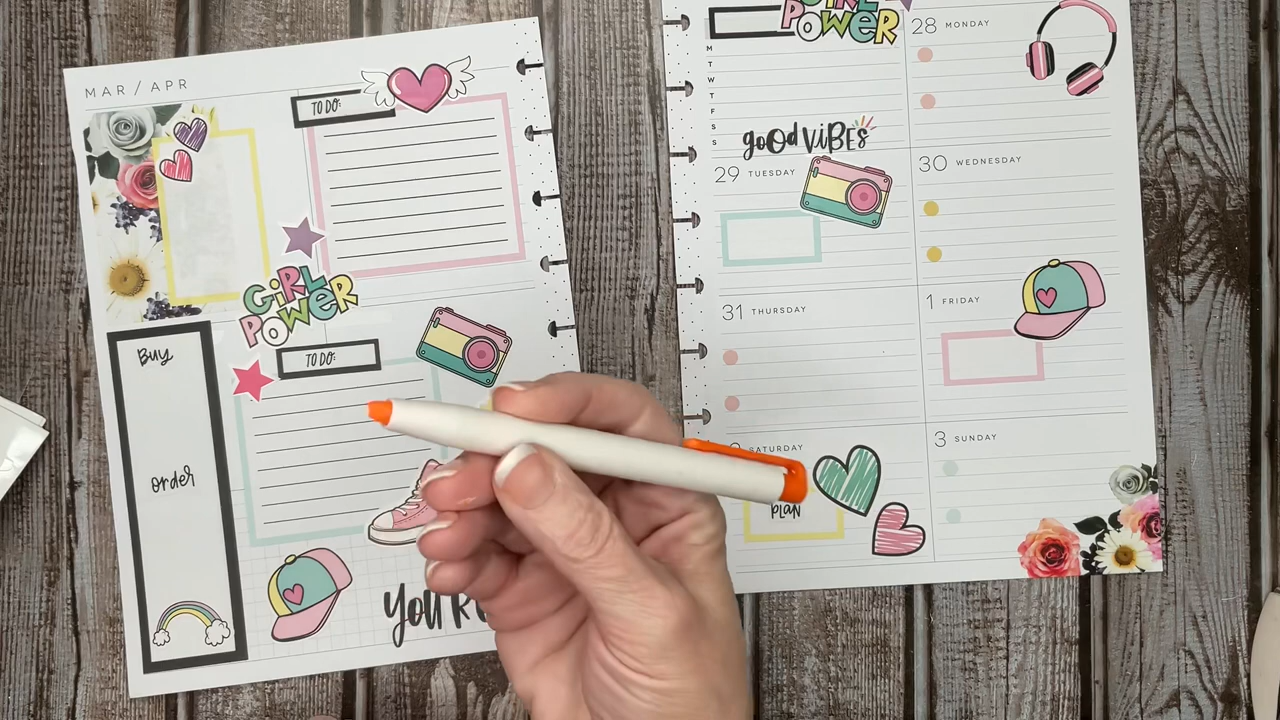 MAR / APR
TO DO:
GiRL
POWER
TO DO:
Buy
order
GiRL
POWER
M
T
W
T
F
S
S
28 MONDAY
good ViBES
29 TUESDAY
30 WEDNESDAY
31 THURSDAY
1 FRIDAY
SATURDAY
3 SUNDAY
PLAN